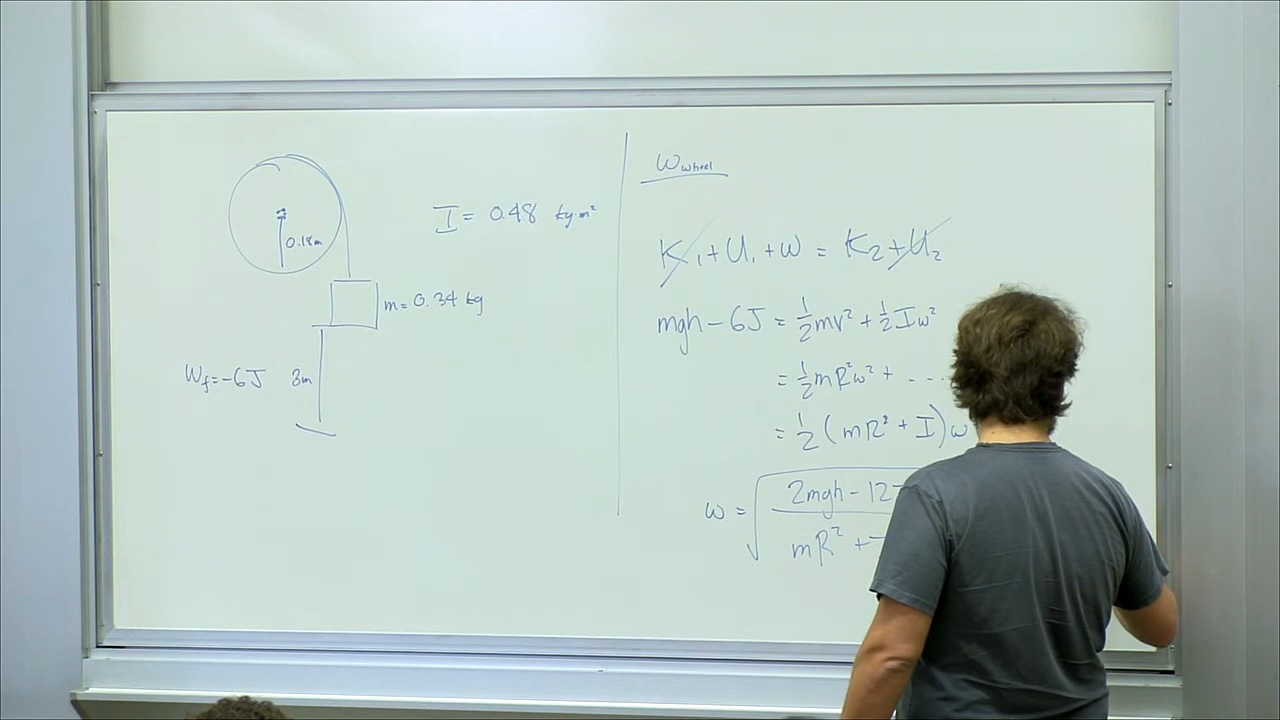 0.18m
I = 0.48 kg·m²
m = 0.34 kg
W_f = -6J 3m
ω wheel
K₁ + U₁ + W = K₂ + U₂
mgh - 6J = ½mv² + ½Iω²
= ½mR²ω² + ...
= ½(mR² + I)ω
ω = √
2mgh - 12
mR² +